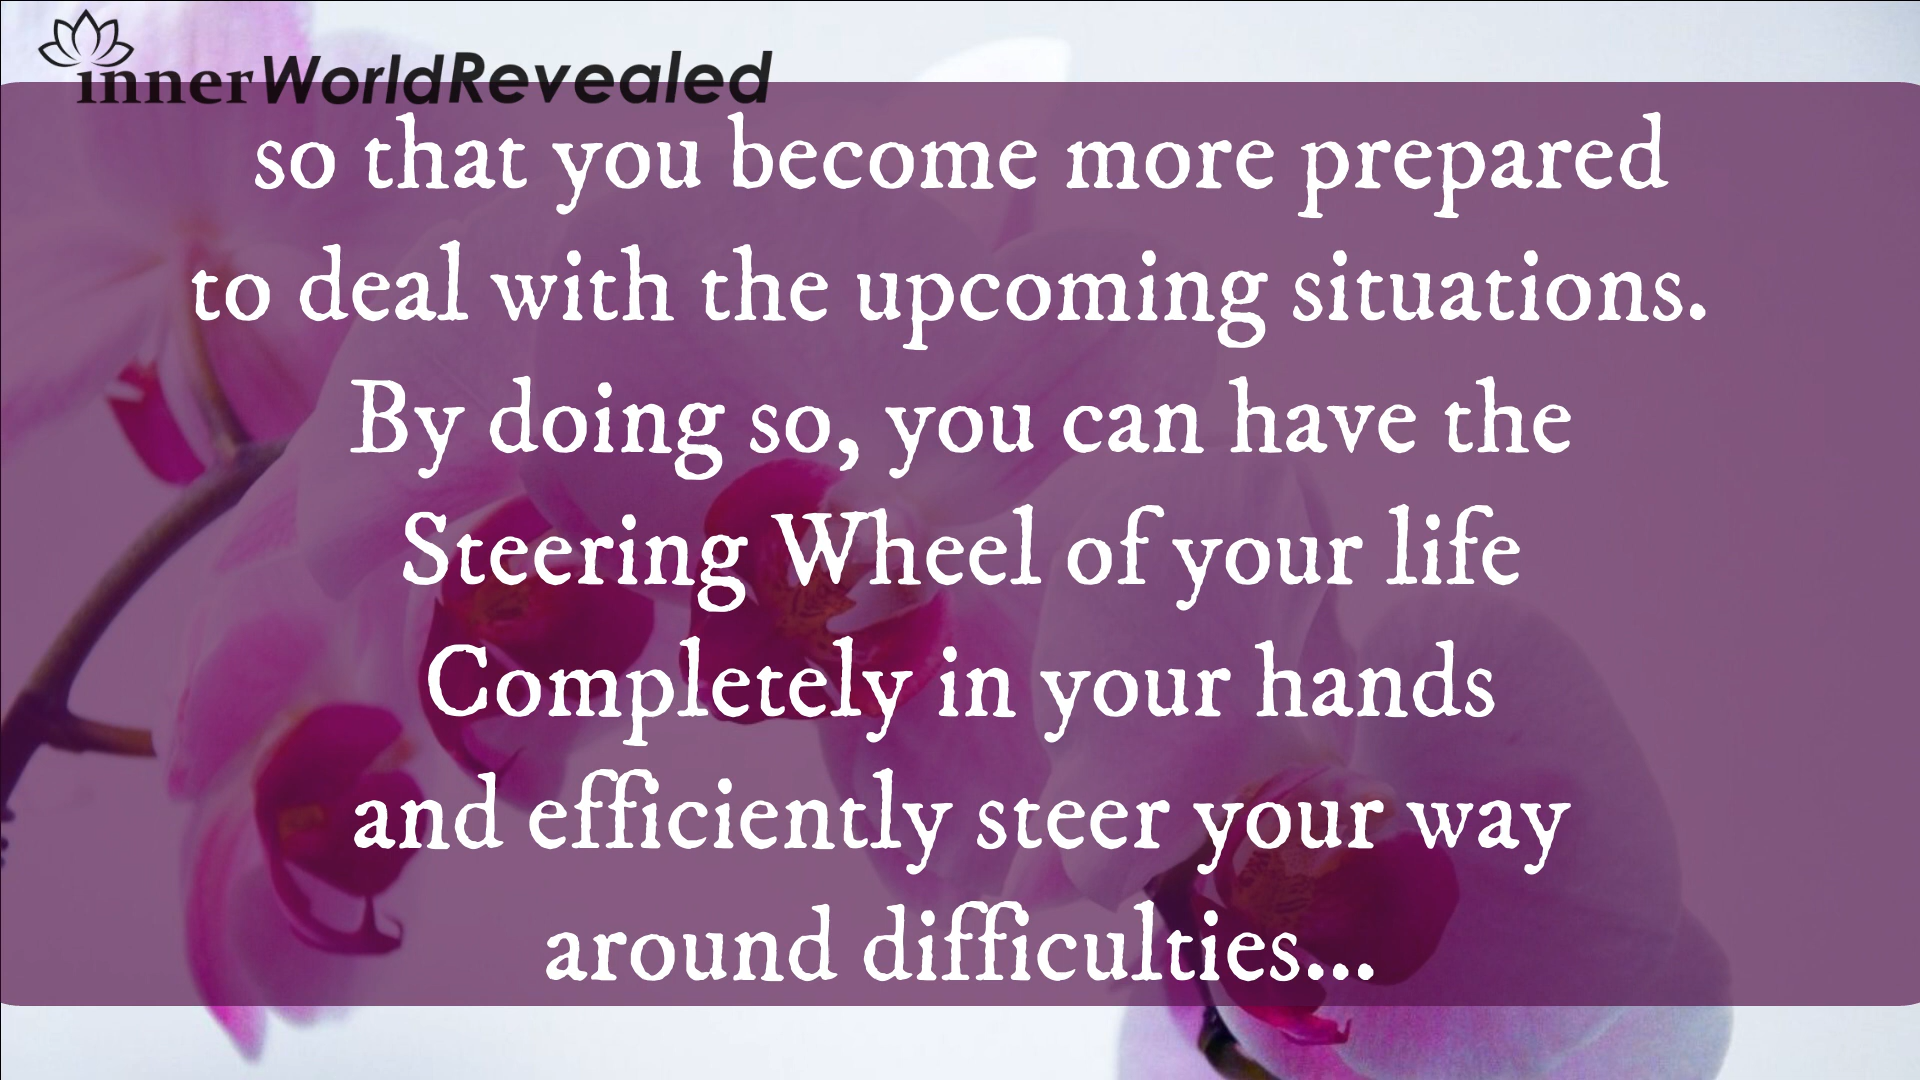 innerWorldRevealed
so that you become more prepared
to deal with the upcoming situations.
By doing so, you can have the
Steering Wheel of your life
Completely in your hands
and efficiently steer your way
around difficulties...